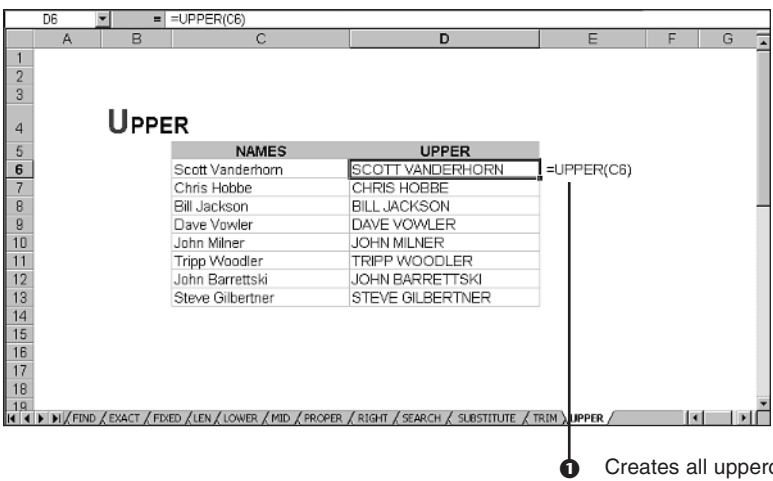 D6 = =UPPER(C6)
A B C D E F G
1
2
3
4 UPPER
5 NAMES UPPER
6 Scott Vanderhorn SCOTT VANDERHORN =UPPER(C6)
7 Chris Hobbe CHRIS HOBBE
8 Bill Jackson BILL JACKSON
9 Dave Vowler DAVE VOWLER
10 John Milner JOHN MILNER
11 Tripp Woodler TRIPP WOODLER
12 John Barrettski JOHN BARRETTSKI
13 Steve Gilbertner STEVE GILBERTNER
14
15
16
17
18
19
FIND EXACT FIXED LEN LOWER MID PROPER RIGHT SEARCH SUBSTITUTE TRIM UPPER
1 Creates all